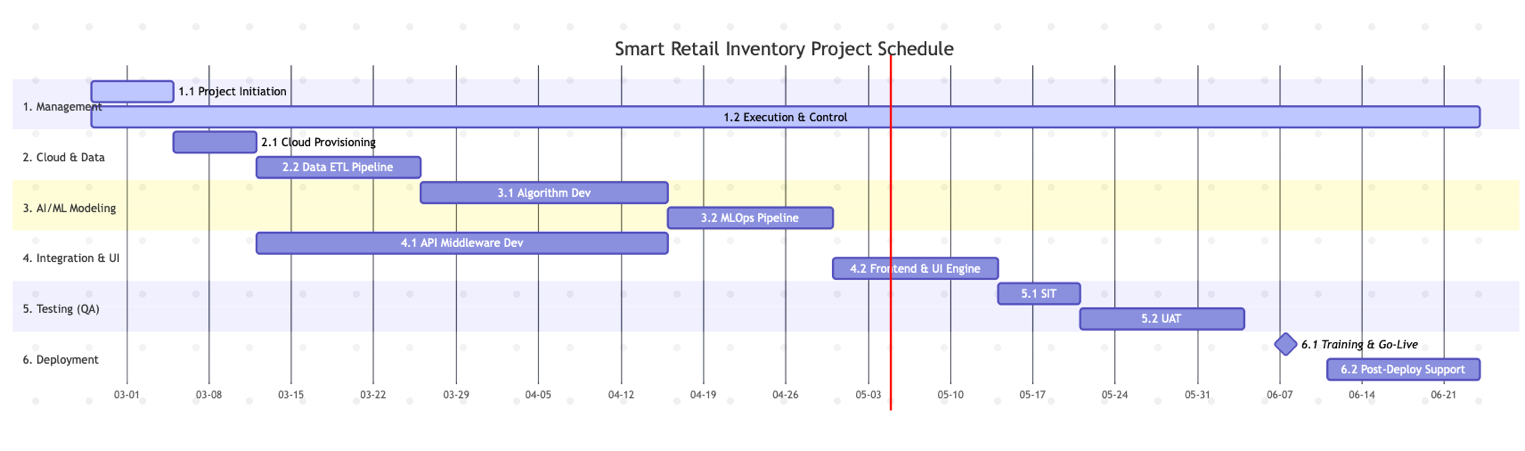 Smart Retail Inventory Project Schedule
1. Management
1.1 Project Initiation
1.2 Execution & Control
2. Cloud & Data
2.1 Cloud Provisioning
2.2 Data ETL Pipeline
3. AI/ML Modeling
3.1 Algorithm Dev
3.2 MLOps Pipeline
4. Integration & UI
4.1 API Middleware Dev
4.2 Frontend & UI Engine
5. Testing (QA)
5.1 SIT
5.2 UAT
6. Deployment
6.1 Training & Go-Live
6.2 Post-Deploy Support
03-01 03-08 03-15 03-22 03-29 04-05 04-12 04-19 04-26 05-03 05-10 05-17 05-24 05-31 06-07 06-14 06-21